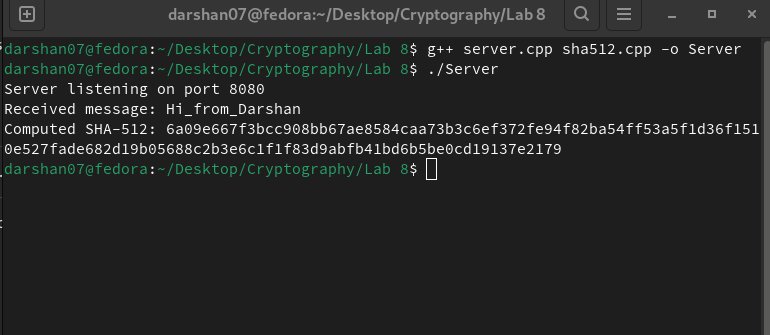 darshan07@fedora:~/Desktop/Cryptography/Lab 8
darshan07@fedora:~/Desktop/Cryptography/Lab 8$ g++ server.cpp sha512.cpp -o Server
darshan07@fedora:~/Desktop/Cryptography/Lab 8$ ./Server
Server listening on port 8080
Received message: Hi_from_Darshan
Computed SHA-512: 6a09e667f3bcc908bb67ae8584caa73b3c6ef372fe94f82ba54ff53a5f1d36f151
0e527fade682d19b05688c2b3e6c1f1f83d9abfb41bd6b5be0cd19137e2179
darshan07@fedora:~/Desktop/Cryptography/Lab 8$